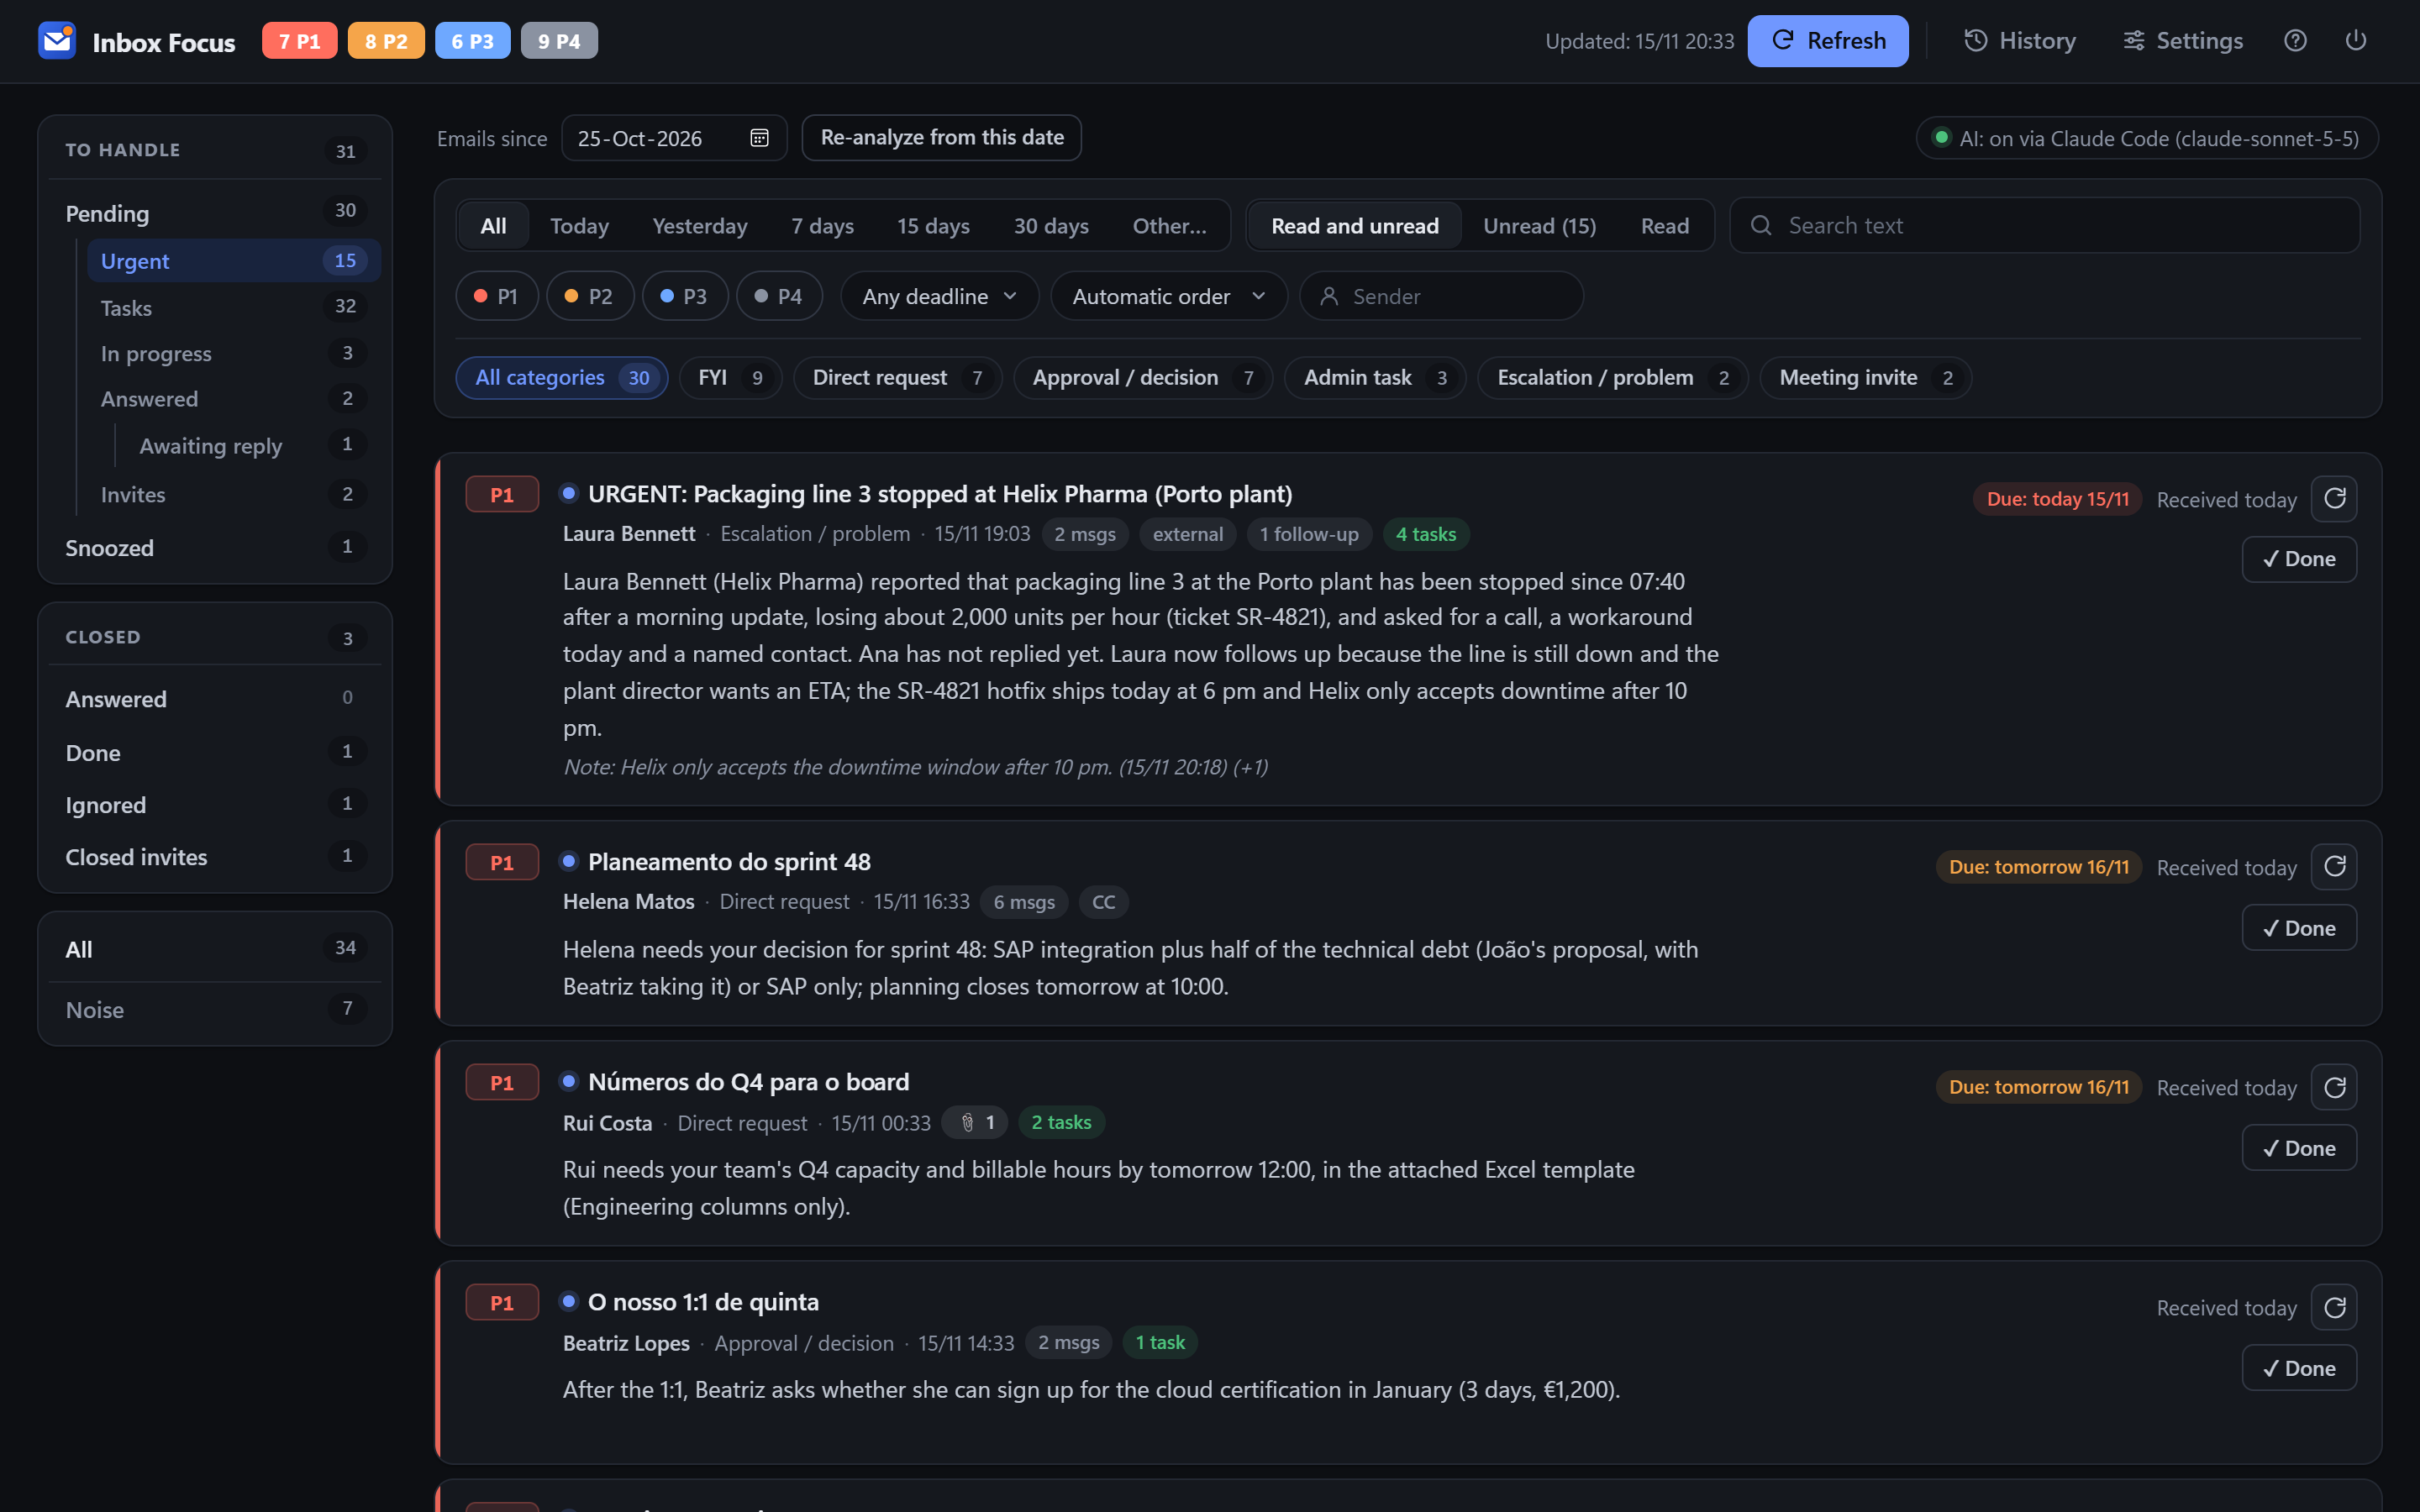 Inbox Focus 7 P1 8 P2 6 P3 9 P4 Updated: 15/11 20:33 Refresh History Settings
TO HANDLE 31
Pending 30
Urgent 15
Tasks 32
In progress 3
Answered 2
Awaiting reply 1
Invites 2
Snoozed 1
CLOSED 3
Answered 0
Done 1
Ignored 1
Closed invites 1
All 34
Noise 7
Emails since 25-Oct-2026 Re-analyze from this date AI: on via Claude Code (claude-sonnet-5-5)
All Today Yesterday 7 days 15 days 30 days Other... Read and unread Unread (15) Read Search text
P1 P2 P3 P4 Any deadline Automatic order Sender
All categories 30 FYI 9 Direct request 7 Approval / decision 7 Admin task 3 Escalation / problem 2 Meeting invite 2
P1 URGENT: Packaging line 3 stopped at Helix Pharma (Porto plant) Due: today 15/11 Received today
Laura Bennett · Escalation / problem · 15/11 19:03 2 msgs external 1 follow-up 4 tasks
✓ Done
Laura Bennett (Helix Pharma) reported that packaging line 3 at the Porto plant has been stopped since 07:40
after a morning update, losing about 2,000 units per hour (ticket SR-4821), and asked for a call, a workaround
today and a named contact. Ana has not replied yet. Laura now follows up because the line is still down and the
plant director wants an ETA; the SR-4821 hotfix ships today at 6 pm and Helix only accepts downtime after 10
pm.
Note: Helix only accepts the downtime window after 10 pm. (15/11 20:18) (+1)
P1 Planeamento do sprint 48 Due: tomorrow 16/11 Received today
Helena Matos · Direct request · 15/11 16:33 6 msgs CC
✓ Done
Helena needs your decision for sprint 48: SAP integration plus half of the technical debt (João's proposal, with
Beatriz taking it) or SAP only; planning closes tomorrow at 10:00.
P1 Números do Q4 para o board Due: tomorrow 16/11 Received today
Rui Costa · Direct request · 15/11 00:33 1 2 tasks
✓ Done
Rui needs your team's Q4 capacity and billable hours by tomorrow 12:00, in the attached Excel template
(Engineering columns only).
P1 O nosso 1:1 de quinta Received today
Beatriz Lopes · Approval / decision · 15/11 14:33 2 msgs 1 task
✓ Done
After the 1:1, Beatriz asks whether she can sign up for the cloud certification in January (3 days, €1,200).